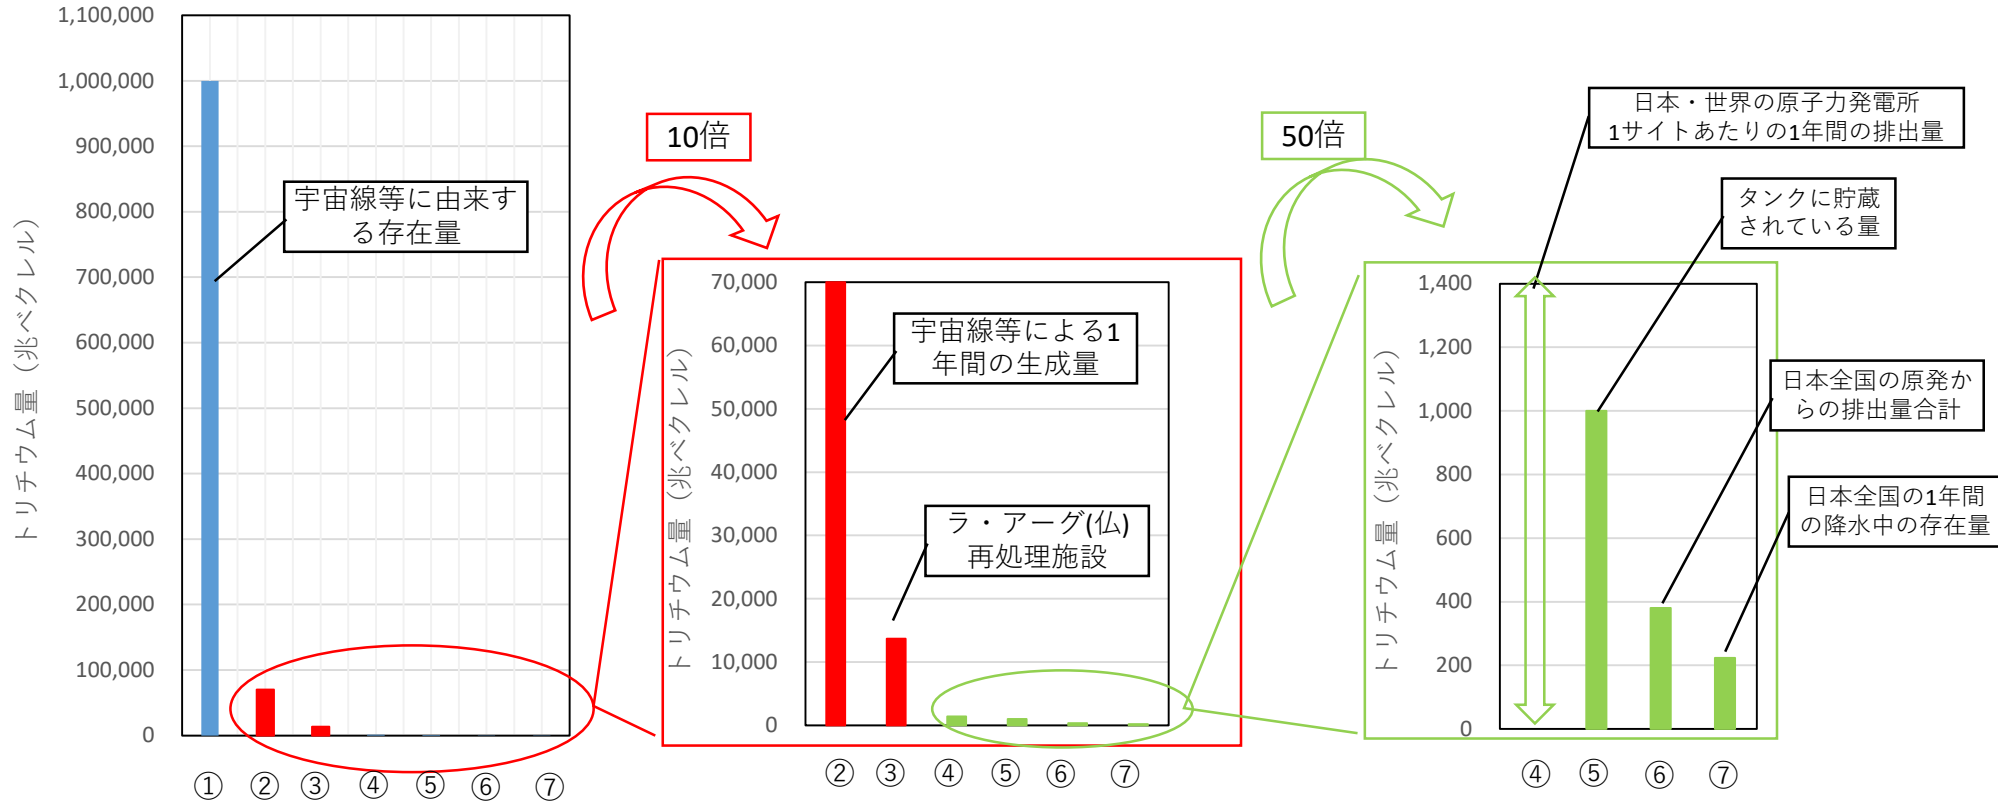 トリチウム量（兆ベクレル）
1,100,000
1,000,000
900,000
800,000
700,000
600,000
500,000
400,000
300,000
200,000
100,000
0
宇宙線等に由来す
る存在量
①
②
③
④
⑤
⑥
⑦
10倍
トリチウム量（兆ベクレル）
70,000
60,000
50,000
40,000
30,000
20,000
10,000
0
宇宙線等による1
年間の生成量
ラ・アーグ(仏)
再処理施設
②
③
④
⑤
⑥
⑦
50倍
トリチウム量（兆ベクレル）
1,400
1,200
1,000
800
600
400
200
0
日本・世界の原子力発電所
1サイトあたりの1年間の排出量
タンクに貯蔵
されている量
日本全国の原発か
らの排出量合計
日本全国の1年間
の降水中の存在量
④
⑤
⑥
⑦